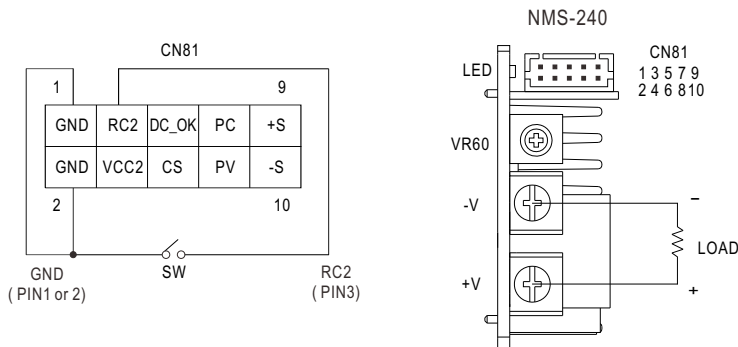 NMS-240
CN81
1 9
GND RC2 DC_OK PC +S
GND VCC2 CS PV -S
2 10
GND
( PIN1 or 2)
SW
RC2
( PIN3)
LED
CN81
1 3 5 7 9
2 4 6 8 10
VR60
-V
+V
−
LOAD
+